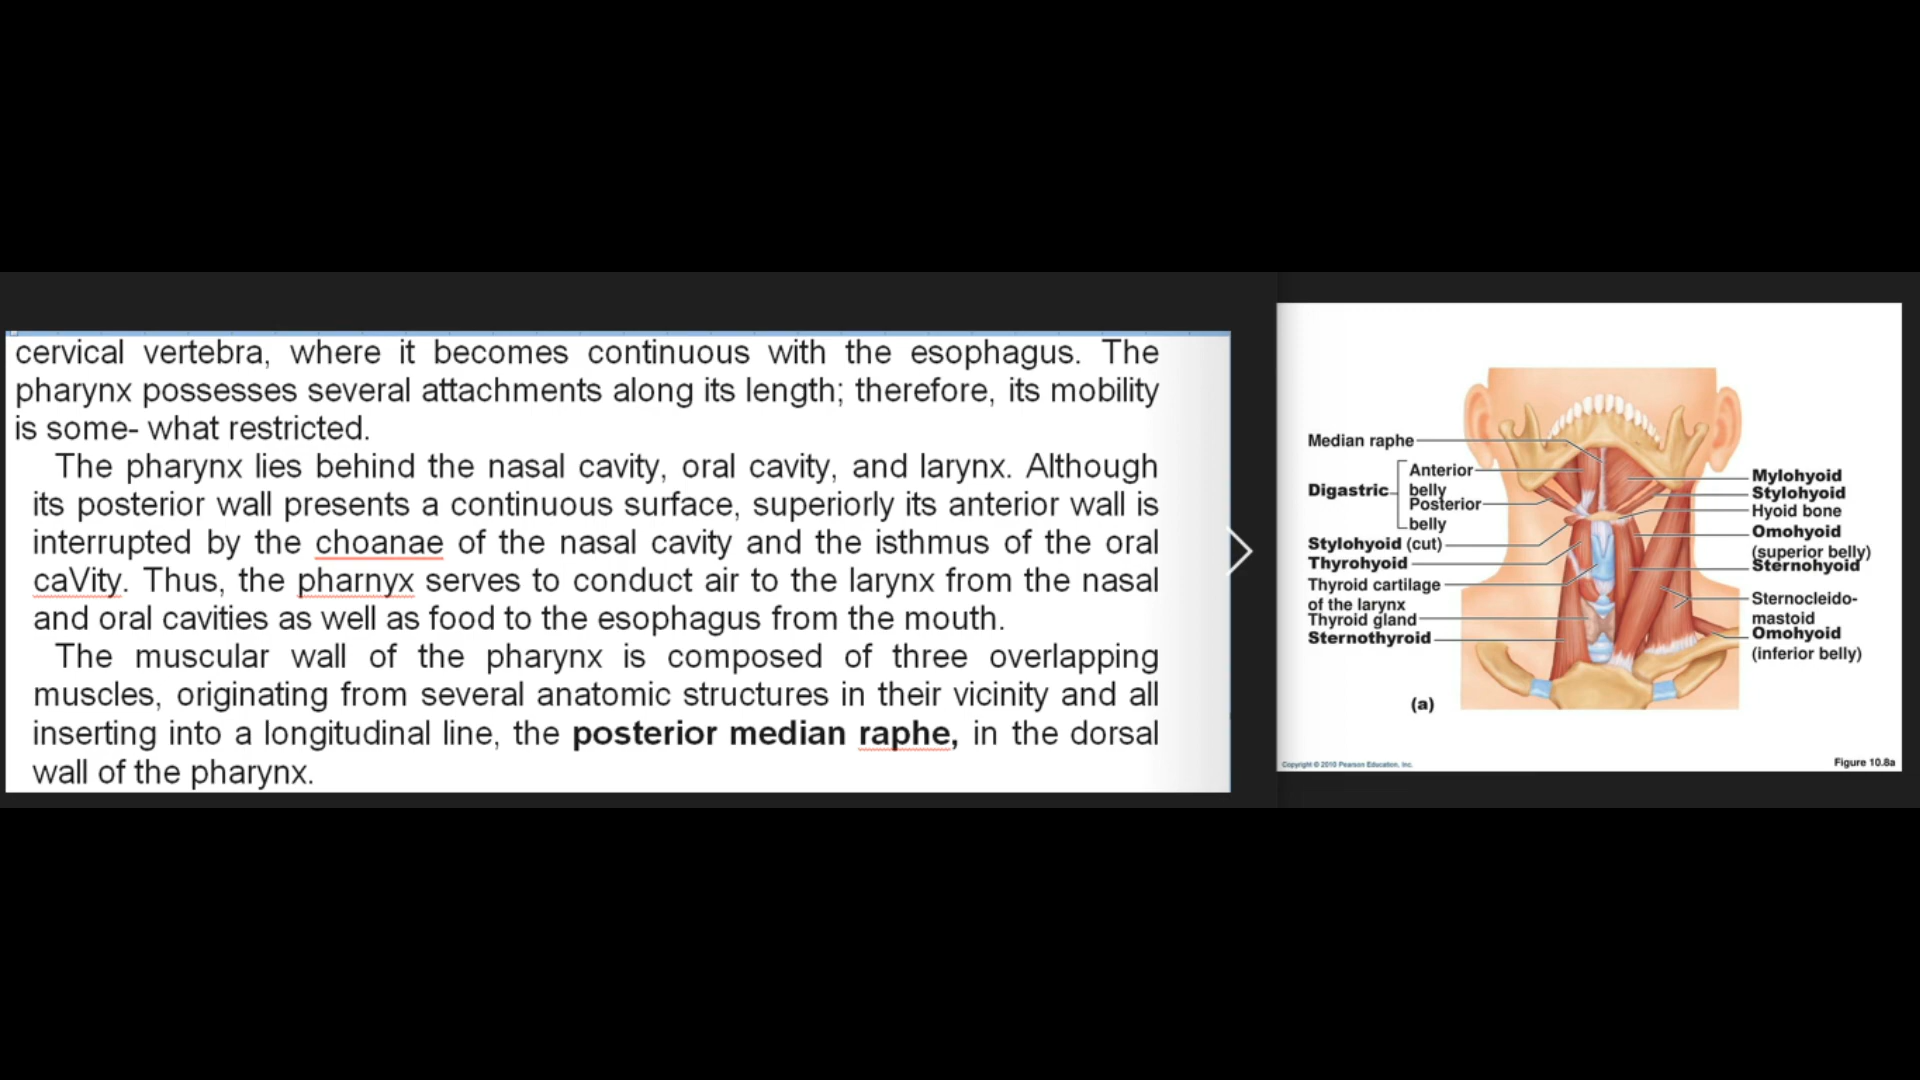 cervical vertebra, where it becomes continuous with the esophagus. The
pharynx possesses several attachments along its length; therefore, its mobility
is some- what restricted.
The pharynx lies behind the nasal cavity, oral cavity, and larynx. Although
its posterior wall presents a continuous surface, superiorly its anterior wall is
interrupted by the choanae of the nasal cavity and the isthmus of the oral
caVity. Thus, the pharnyx serves to conduct air to the larynx from the nasal
and oral cavities as well as food to the esophagus from the mouth.
The muscular wall of the pharynx is composed of three overlapping
muscles, originating from several anatomic structures in their vicinity and all
inserting into a longitudinal line, the posterior median raphe, in the dorsal
wall of the pharynx.
Median raphe
Digastric
Anterior
belly
Posterior
belly
Stylohyoid (cut)
Thyrohyoid
Thyroid cartilage
of the larynx
Thyroid gland
Sternothyroid
Mylohyoid
Stylohyoid
Hyoid bone
Omohyoid
(superior belly)
Sternohyoid
Sternocleido-
mastoid
Omohyoid
(inferior belly)
(a)
Copyright © 2010 Pearson Education, Inc.
Figure 10.8a